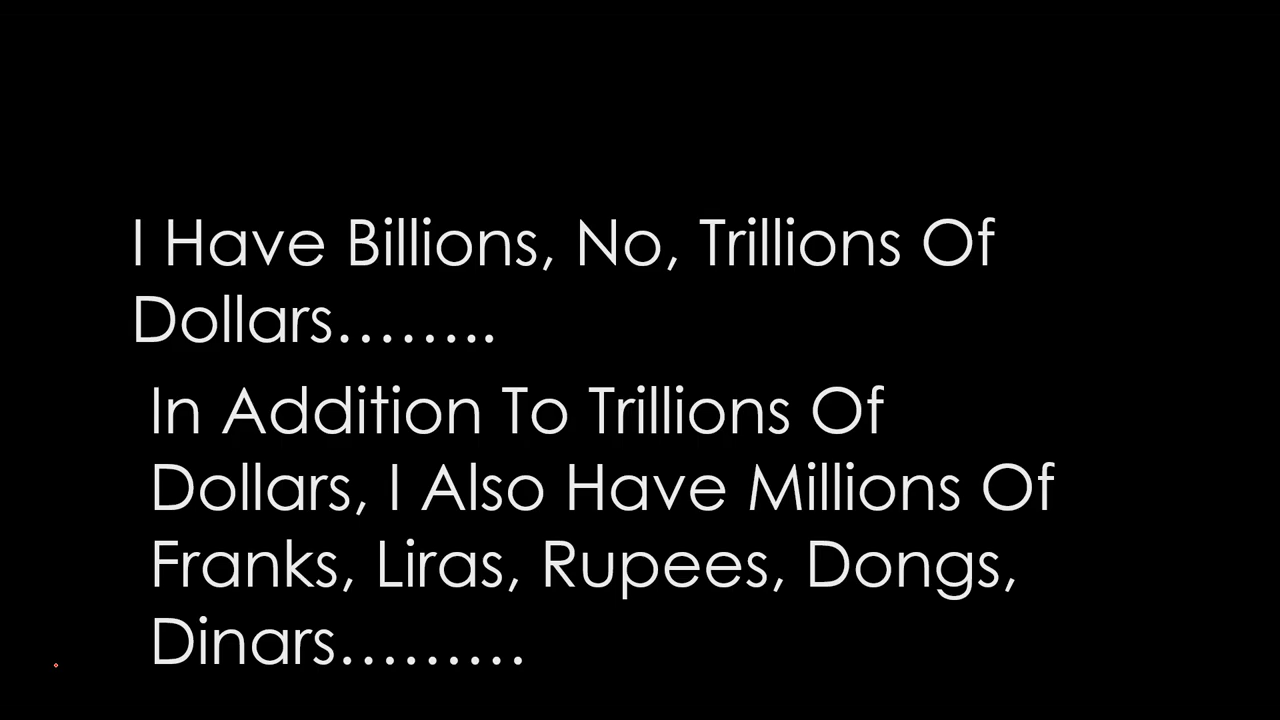 I Have Billions, No, Trillions Of
Dollars……..
In Addition To Trillions Of
Dollars, I Also Have Millions Of
Franks, Liras, Rupees, Dongs,
Dinars………